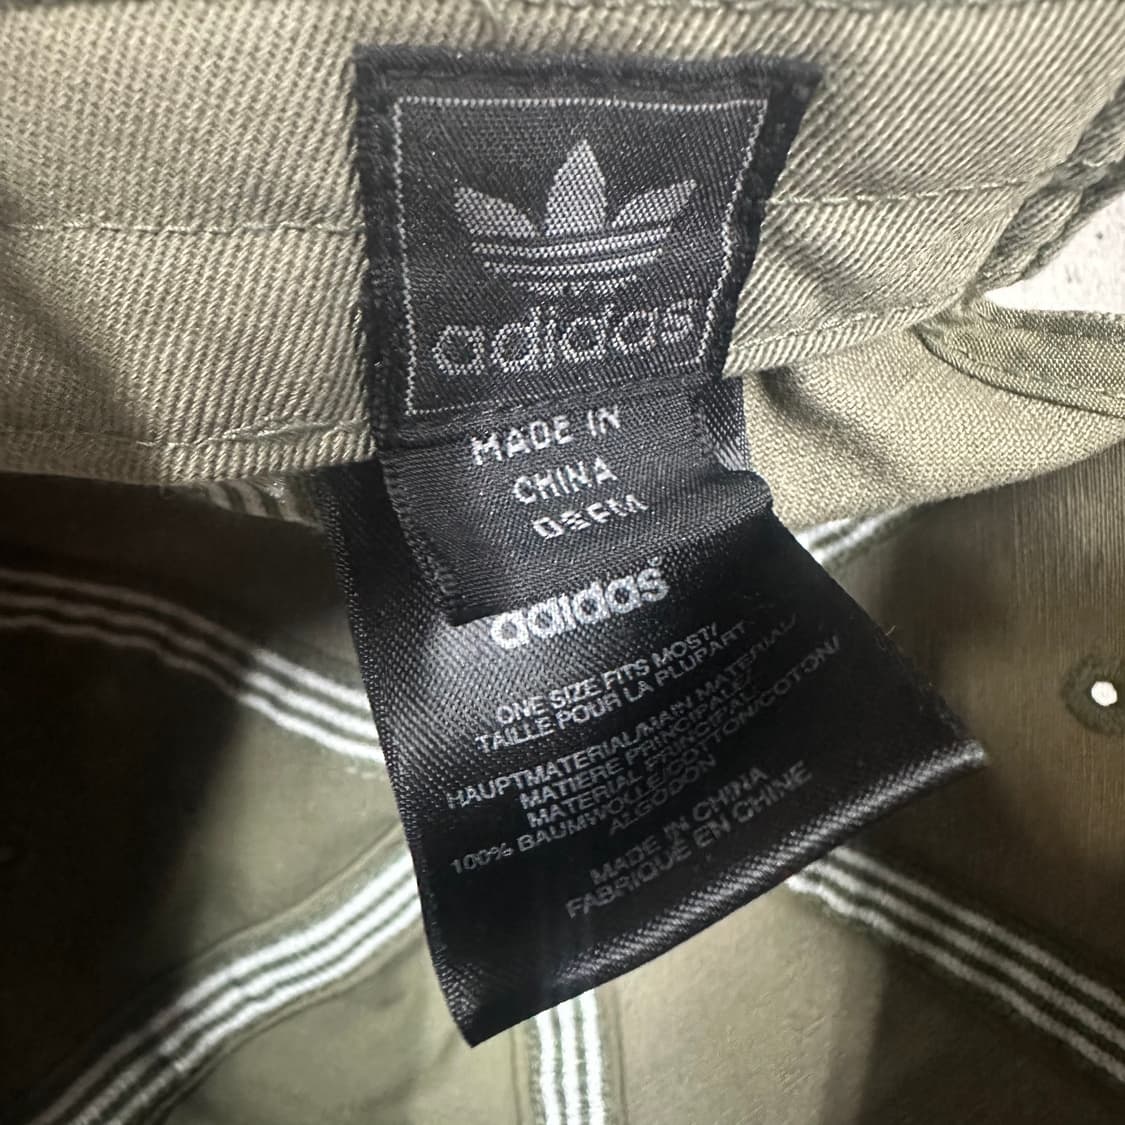 adidas
MADE IN
CHINA
adidas
ONE SIZE FITS MOST/
TAILLE POUR LA PLUPART
HAUPTMATERIAL/MAIN MATERIAL/
MATIERE PRINCIPALE/
MATERIAL PRINCIPAL
100% BAUMWOLLE/COTTON/COTTON/
ALGODON
MADE IN CHINA
FABRIQUÉ EN CHINE